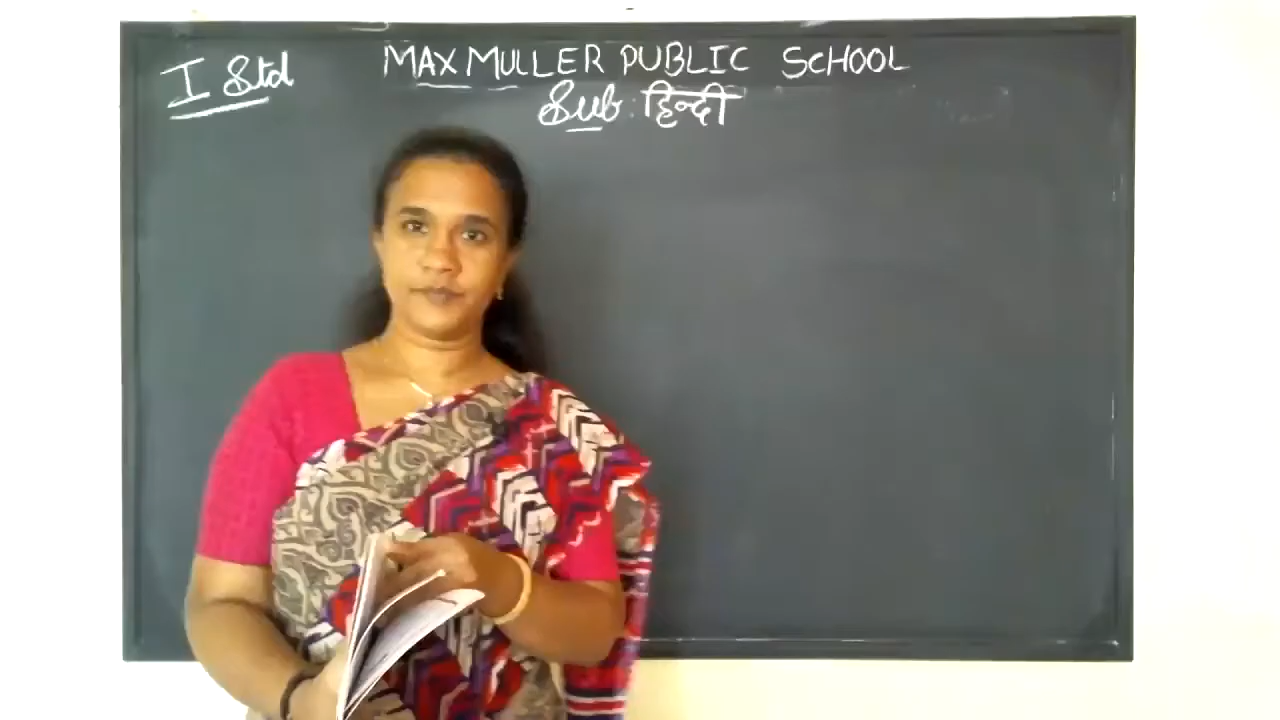 I Std
MAX MULLER PUBLIC SCHOOL
Sub : हिन्दी